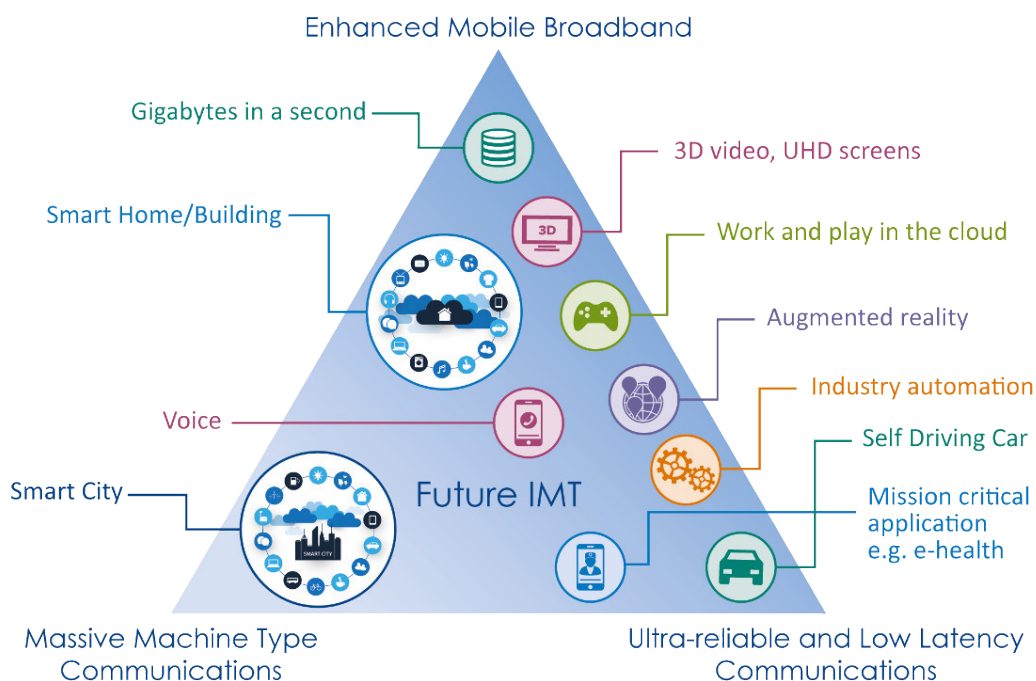 Enhanced Mobile Broadband
Gigabytes in a second
3D video, UHD screens
Smart Home/Building
3D
Work and play in the cloud
Augmented reality
Industry automation
Voice
Self Driving Car
Smart City
Future IMT
Mission critical
application
e.g. e-health
SMART CITY
Massive Machine Type
Communications
Ultra-reliable and Low Latency
Communications